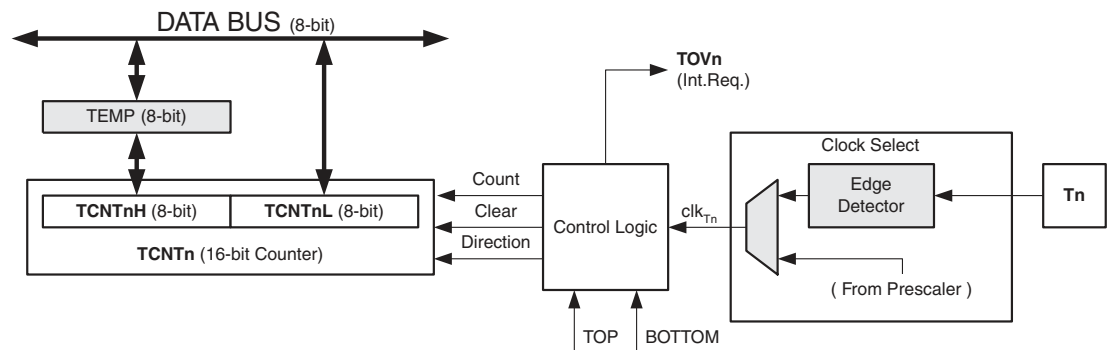 DATA BUS (8-bit)
TOVn
(Int.Req.)
TEMP (8-bit)
Clock Select
Count
Edge
Detector
Tn
TCNTnH (8-bit) TCNTnL (8-bit)
Clear
Control Logic
clkTn
TCNTn (16-bit Counter)
Direction
( From Prescaler )
TOP
BOTTOM